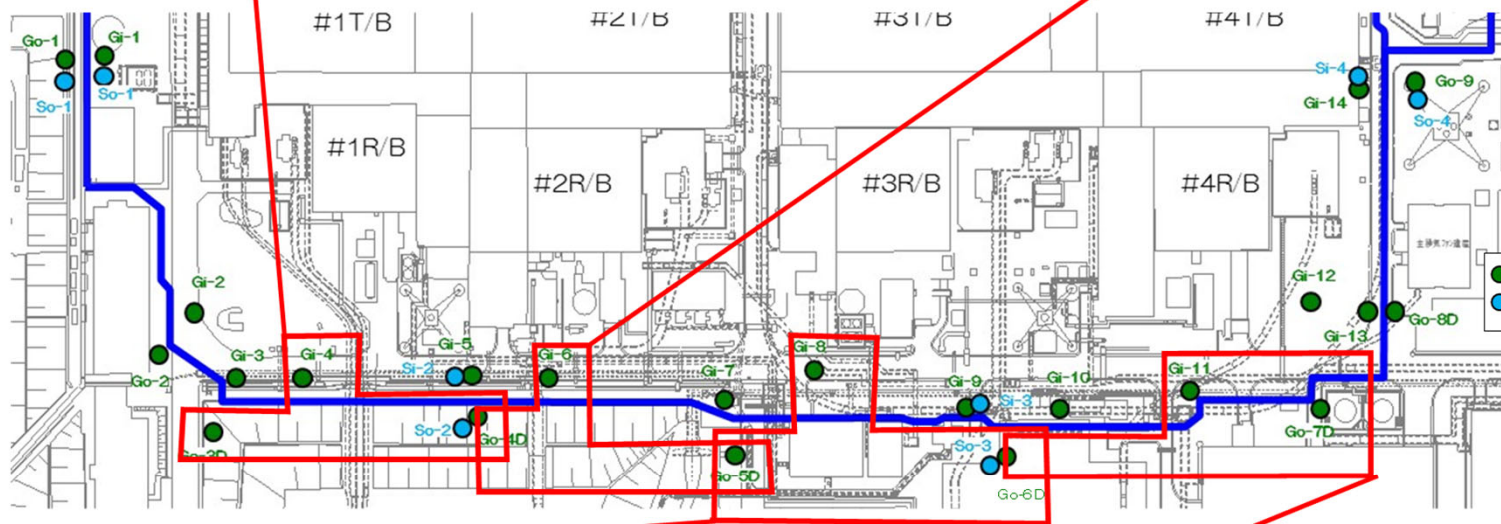 #1T/B
#2T/B
#3T/B
#4T/B
Go-1
Gi-1
So-1
So-1
Si-4
Gi-14
Go-9
So-4
#1R/B
#2R/B
#3R/B
#4R/B
Gi-2
Go-2
Gi-3
Gi-4
Gi-5
Si-2
Gi-6
Gi-7
Gi-8
Gi-9
Si-3
Gi-10
Gi-11
Gi-12
Gi-13
Go-8D
Go-3D
So-2
Go-4D
Go-5D
So-3
Go-6D
Go-7D